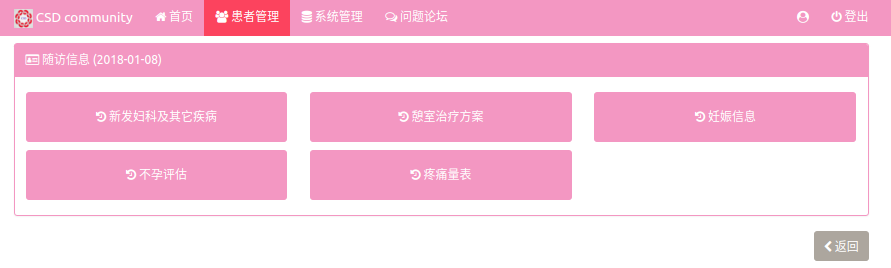 CSD community 首页 患者管理 系统管理 问题论坛 登出
随访信息 (2018-01-08)
新发妇科及其它疾病 憩室治疗方案 妊娠信息
不孕评估 疼痛量表
返回